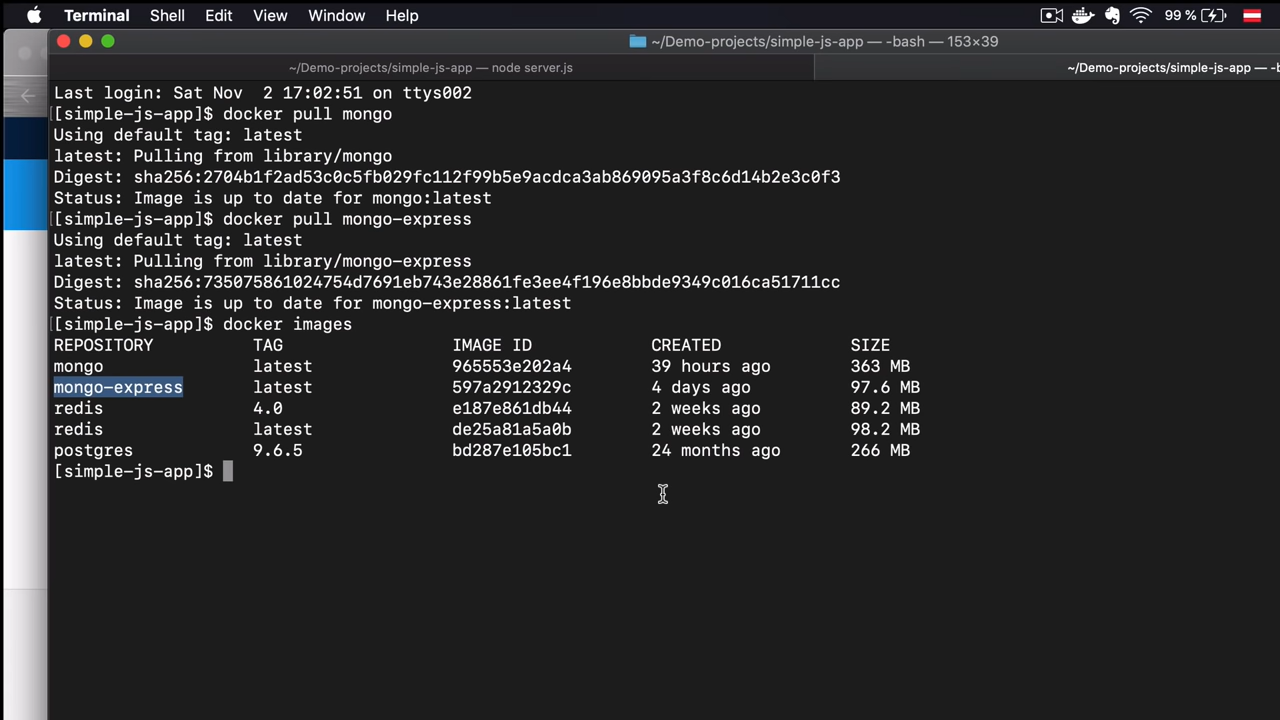 Terminal Shell Edit View Window Help 99 %
~/Demo-projects/simple-js-app — -bash — 153×39
~/Demo-projects/simple-js-app — node server.js ~/Demo-projects/simple-js-app — -b
Last login: Sat Nov 2 17:02:51 on ttys002
[[simple-js-app]$ docker pull mongo
Using default tag: latest
latest: Pulling from library/mongo
Digest: sha256:2704b1f2ad53c0c5fb029fc112f99b5e9acdca3ab869095a3f8c6d14b2e3c0f3
Status: Image is up to date for mongo:latest
[[simple-js-app]$ docker pull mongo-express
Using default tag: latest
latest: Pulling from library/mongo-express
Digest: sha256:735075861024754d7691eb743e28861fe3ee4f196e8bbde9349c016ca51711cc
Status: Image is up to date for mongo-express:latest
[[simple-js-app]$ docker images
REPOSITORY TAG IMAGE ID CREATED SIZE
mongo latest 965553e202a4 39 hours ago 363 MB
mongo-express latest 597a2912329c 4 days ago 97.6 MB
redis 4.0 e187e861db44 2 weeks ago 89.2 MB
redis latest de25a81a5a0b 2 weeks ago 98.2 MB
postgres 9.6.5 bd287e105bc1 24 months ago 266 MB
[simple-js-app]$